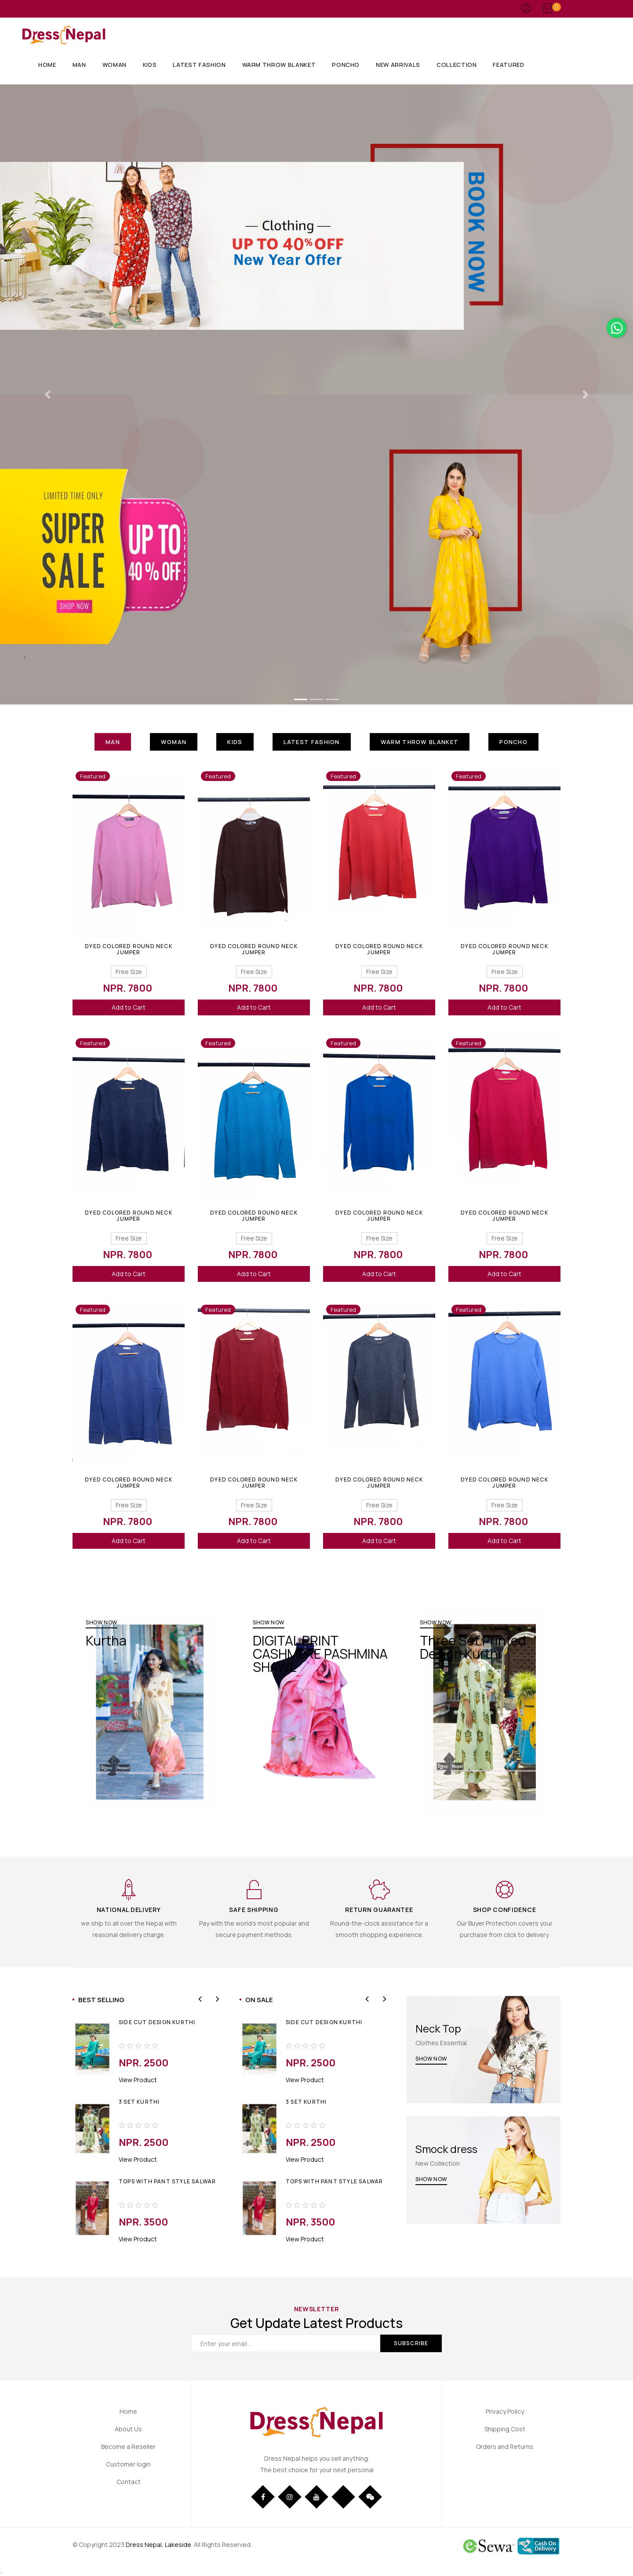 0
Dress Nepal
HOME MAN WOMAN KIDS LATEST FASHION WARM THROW BLANKET PONCHO NEW ARRIVALS COLLECTION FEATURED
— Clothing —
UP TO 40% OFF
New Year Offer
BOOK NOW
LIMITED TIME ONLY
SUPER
SALE
SHOP NOW
UP TO
40 % OFF
MAN WOMAN KIDS LATEST FASHION WARM THROW BLANKET PONCHO
Featured Featured Featured Featured
DYED COLORED ROUND NECK JUMPER
Free Size
NPR. 7800
Add to Cart
DYED COLORED ROUND NECK JUMPER
Free Size
NPR. 7800
Add to Cart
DYED COLORED ROUND NECK JUMPER
Free Size
NPR. 7800
Add to Cart
DYED COLORED ROUND NECK JUMPER
Free Size
NPR. 7800
Add to Cart
Featured Featured Featured Featured
DYED COLORED ROUND NECK JUMPER
Free Size
NPR. 7800
Add to Cart
DYED COLORED ROUND NECK JUMPER
Free Size
NPR. 7800
Add to Cart
DYED COLORED ROUND NECK JUMPER
Free Size
NPR. 7800
Add to Cart
DYED COLORED ROUND NECK JUMPER
Free Size
NPR. 7800
Add to Cart
Featured Featured Featured Featured
DYED COLORED ROUND NECK JUMPER
Free Size
NPR. 7800
Add to Cart
DYED COLORED ROUND NECK JUMPER
Free Size
NPR. 7800
Add to Cart
DYED COLORED ROUND NECK JUMPER
Free Size
NPR. 7800
Add to Cart
DYED COLORED ROUND NECK JUMPER
Free Size
NPR. 7800
Add to Cart
SHOW NOW
Kurtha
Dress Nepal
SHOW NOW
DIGITAL PRINT
CASHMERE PASHMINA
SHAWL
SHOW NOW
Three Set Printed
Design Kurthi
Dress Nepal
NATIONAL DELIVERY
we ship to all over the Nepal with
reasonal delivery charge.
SAFE SHIPPING
Pay with the world's most popular and
secure payment methods.
RETURN GUARANTEE
Round-the-clock assistance for a
smooth shopping experience.
SHOP CONFIDENCE
Our Buyer Protection covers your
purchase from click to delivery.
BEST SELLING
SIDE CUT DESIGN KURTHI
NPR. 2500
View Product
3 SET KURTHI
NPR. 2500
View Product
TOPS WITH PANT STYLE SALWAR
NPR. 3500
View Product
ON SALE
SIDE CUT DESIGN KURTHI
NPR. 2500
View Product
3 SET KURTHI
NPR. 2500
View Product
TOPS WITH PANT STYLE SALWAR
NPR. 3500
View Product
Neck Top
Clothes Essential
SHOW NOW
Smock dress
New Collection
SHOW NOW
NEWSLETTER
Get Update Latest Products
Enter your email...
SUBSCRIBE
Home
About Us
Become a Reseller
Customer login
Contact
Dress Nepal
Dress Nepal helps you sell anything.
The best choice for your next personal
Privacy Policy
Shipping Cost
Orders and Returns
© Copyright 2023 Dress Nepal, Lakeside. All Rights Reserved.
e-Sewa
Cash On
Delivery